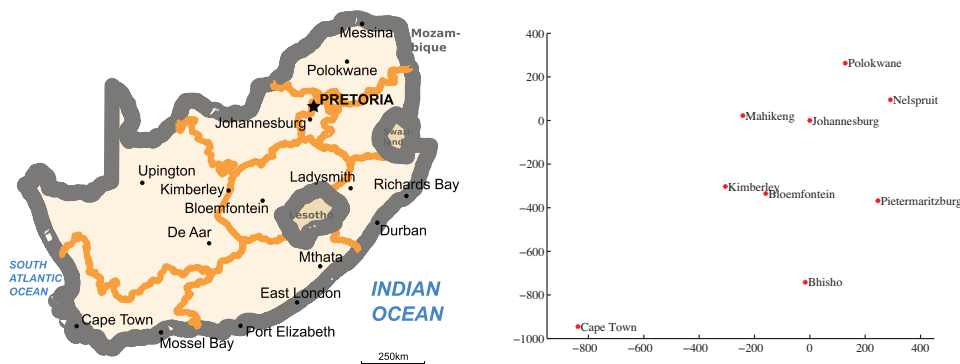 Messina
Mozam-
bique
Polokwane
PRETORIA
Johannesburg
Swazi-
land
Upington
Ladysmith
Kimberley
Richards Bay
Bloemfontein
Lesotho
De Aar
Durban
Mthata
SOUTH
ATLANTIC
OCEAN
East London
INDIAN
OCEAN
Cape Town
Port Elizabeth
Mossel Bay
250km
400
200
0
−200
−400
−600
−800
−1000
−800
−600
−400
−200
0
200
400
Polokwane
Nelspruit
Mahikeng
Johannesburg
Kimberley
Bloemfontein
Pietermaritzburg
Bhisho
Cape Town